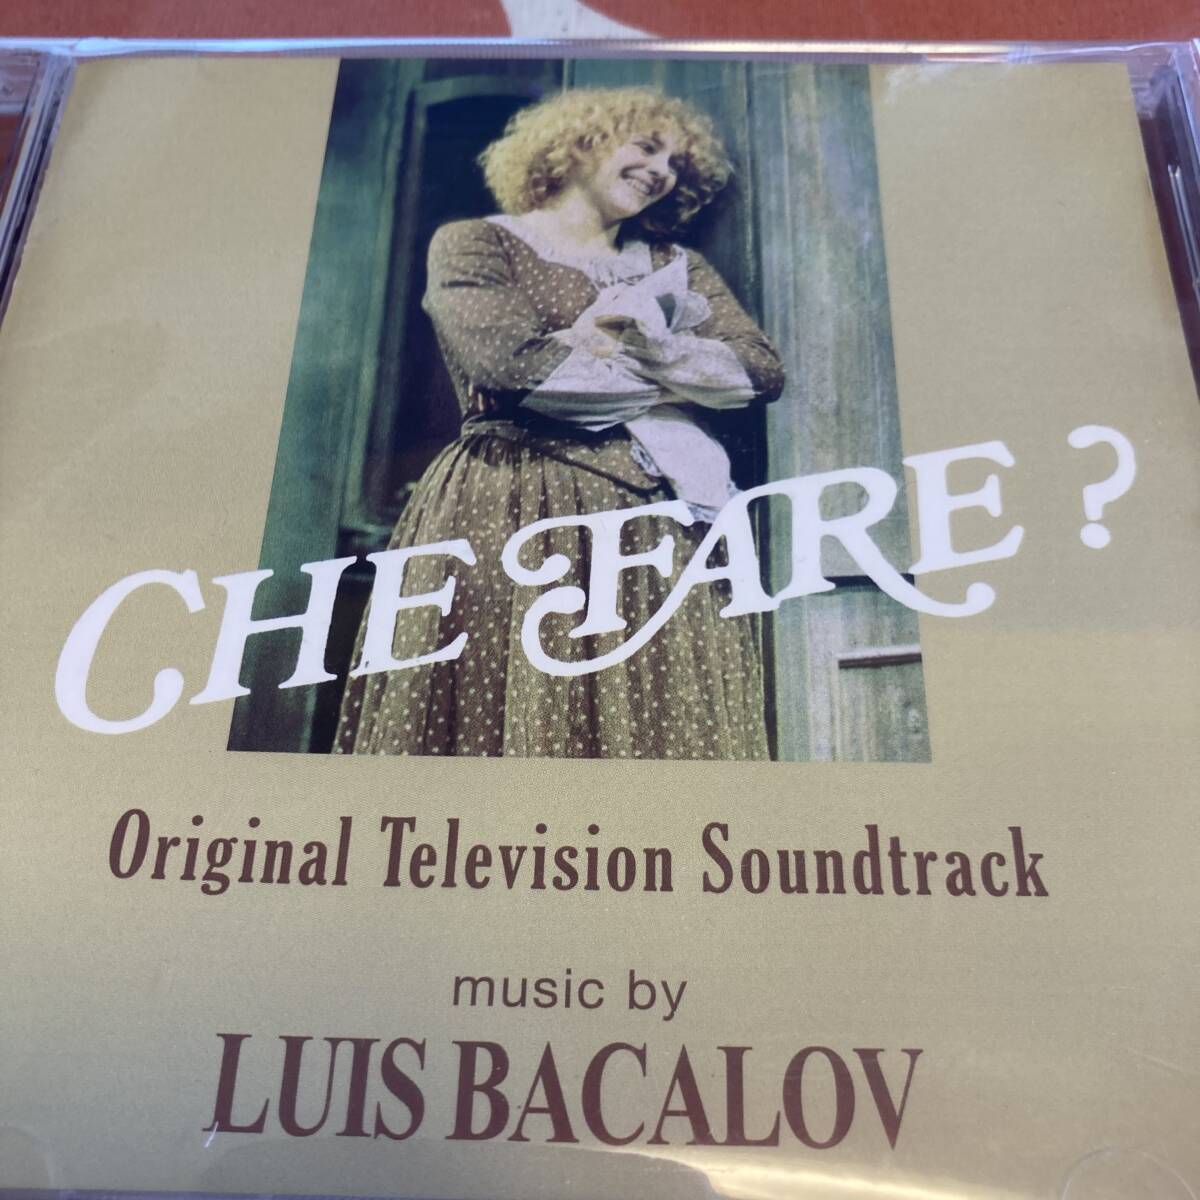 CHE FARE ?
Original Television Soundtrack
music by
LUIS BACALOV